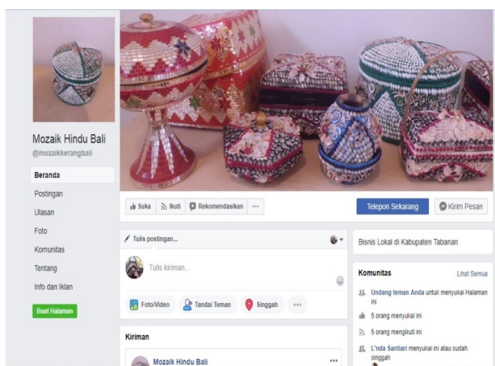 Mozaik Hindu Bali
@mozaikkerangbali
Beranda
Postingan
Ulasan
Foto
Komunitas
Tentang
Info dan Iklan
Buat Halaman
Suka
Ikuti
Rekomendasikan
...
Telepon Sekarang
Kirim Pesan
Tulis postingan...
Tulis kiriman...
Foto/Video
Tandai Teman
Singgah
...
Kiriman
Mozaik Hindu Bali
...
Bisnis Lokal di Kabupaten Tabanan
Komunitas
Lihat Semua
Undang teman Anda untuk menyukai Halaman
ini
5 orang menyukai ini
5 orang mengikuti ini
L'nda Santiari menyukai ini atau sudah
singgah